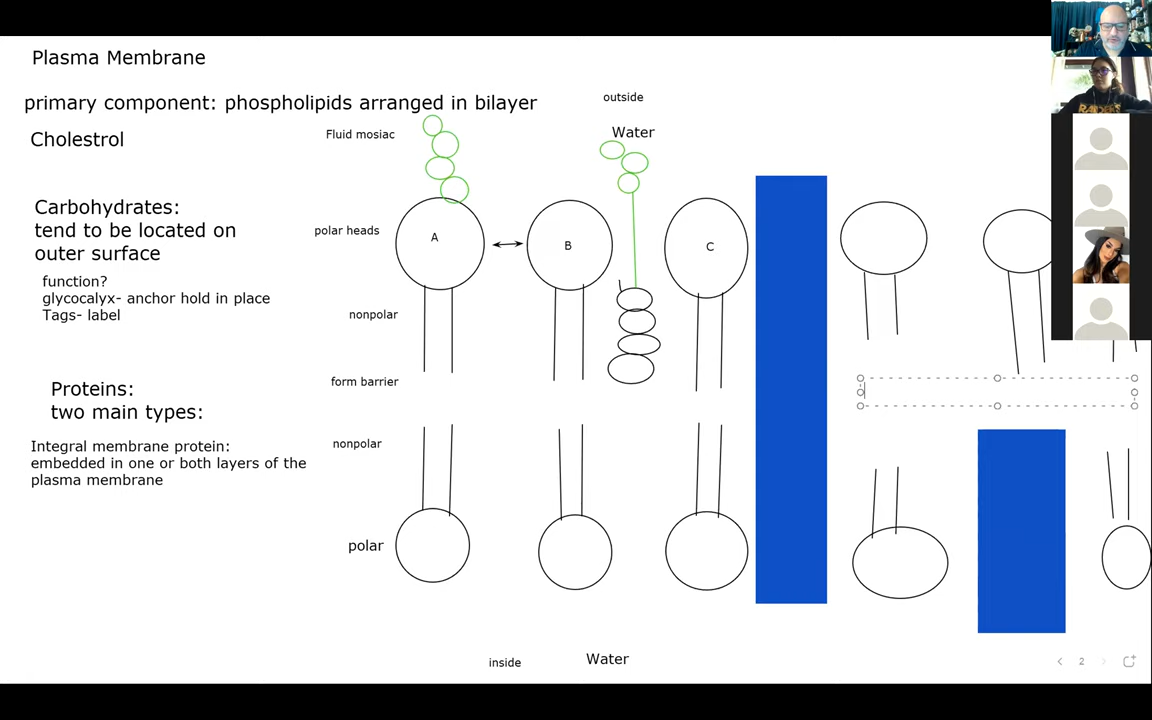 Plasma Membrane
primary component: phospholipids arranged in bilayer
outside
Cholestrol
Fluid mosiac
Water
Carbohydrates:
tend to be located on
outer surface
polar heads
A
B
C
function?
glycocalyx- anchor hold in place
Tags- label
nonpolar
form barrier
Proteins:
two main types:
nonpolar
Integral membrane protein:
embedded in one or both layers of the
plasma membrane
polar
inside
Water
2